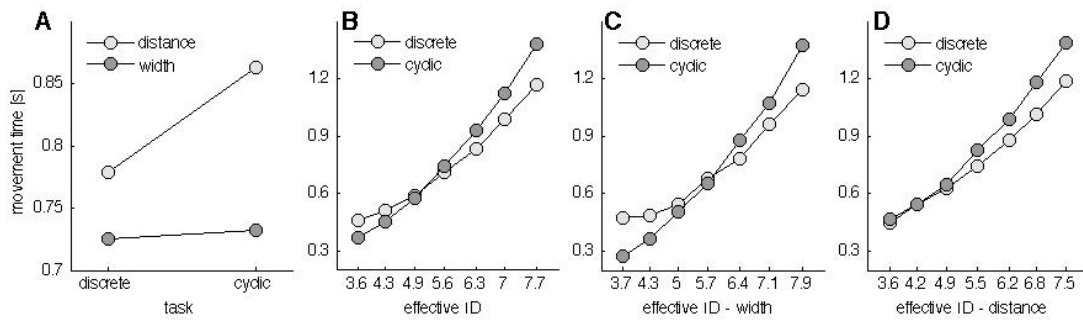 A
distance
width
movement time [s]
0.85
0.8
0.75
0.7
discrete
cyclic
task
B
discrete
cyclic
1.2
0.9
0.6
0.3
3.6 4.3 4.9 5.6 6.3 7 7.7
effective ID
C
discrete
cyclic
1.2
0.9
0.6
0.3
3.7 4.3 5 5.7 6.4 7.1 7.9
effective ID - width
D
discrete
cyclic
1.2
0.9
0.6
0.3
3.6 4.2 4.9 5.5 6.2 6.8 7.5
effective ID - distance